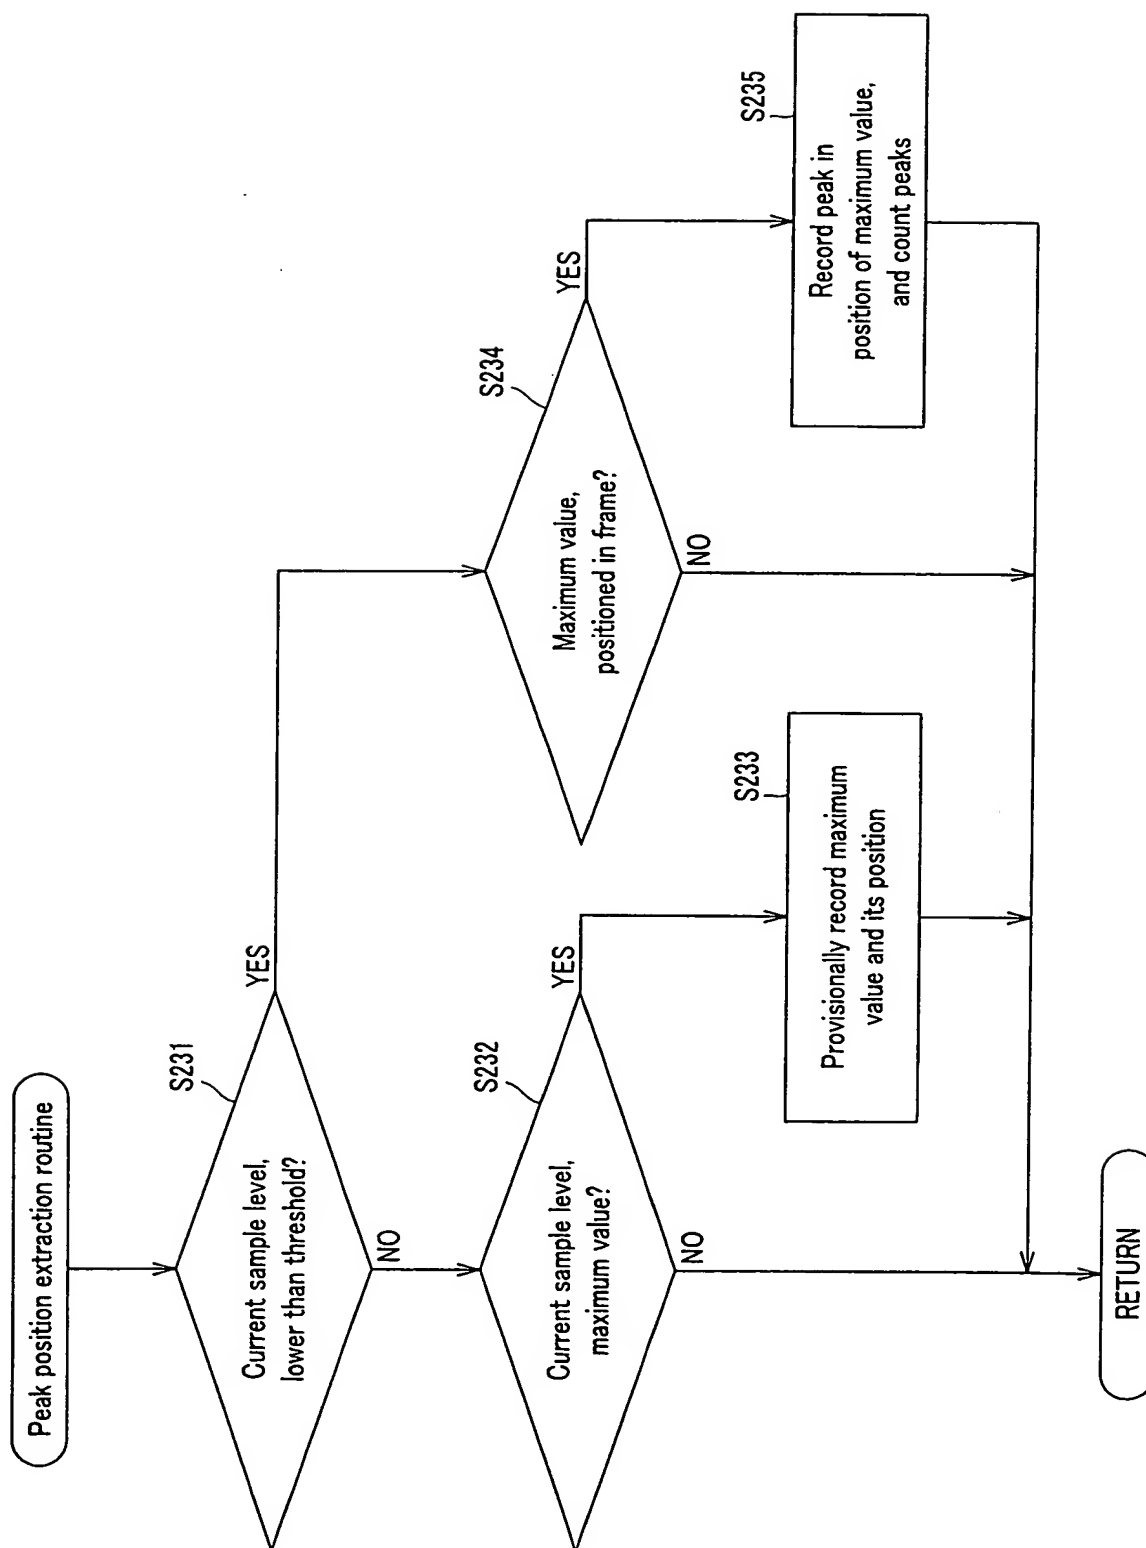 Peak position extraction routine
S231
Current sample level,
lower than threshold?
YES
NO
S232
Current sample level,
maximum value?
YES
NO
S233
Provisionally record maximum
value and its position
S234
Maximum value,
positioned in frame?
YES
NO
S235
Record peak in
position of maximum value,
and count peaks
RETURN